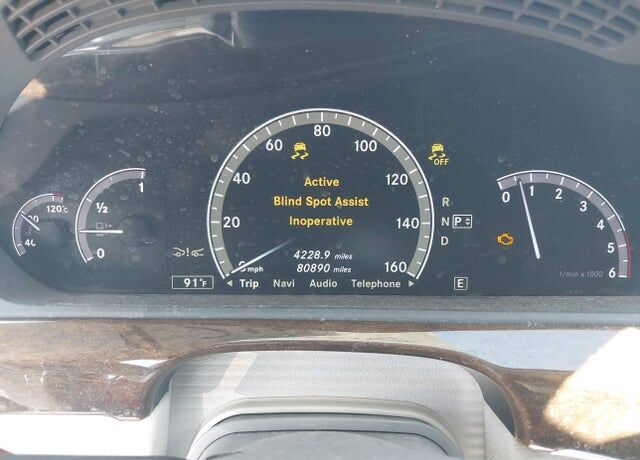 80
60 100
OFF
Active
Blind Spot Assist
Inoperative
40 120
20 140
0 mph 160
4228.9 miles
80890 miles
Trip Navi Audio Telephone
120°C
80
40
1
½
0
91°F
R
N P
D
E
0 1 2 3 4 5 6
1/min x 1000